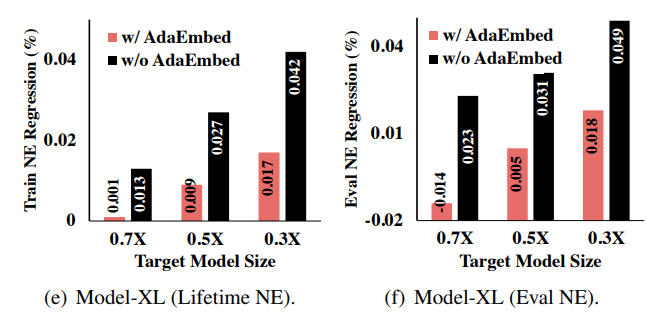 w/ AdaEmbed
w/o AdaEmbed
Train NE Regression (%)
0.04
0.02
0
0.001
0.013
0.009
0.027
0.017
0.042
0.7X 0.5X 0.3X
Target Model Size
(e) Model-XL (Lifetime NE).
w/ AdaEmbed
w/o AdaEmbed
Eval NE Regression (%)
0.04
0.01
-0.02
-0.014
0.023
0.005
0.031
0.018
0.049
0.7X 0.5X 0.3X
Target Model Size
(f) Model-XL (Eval NE).